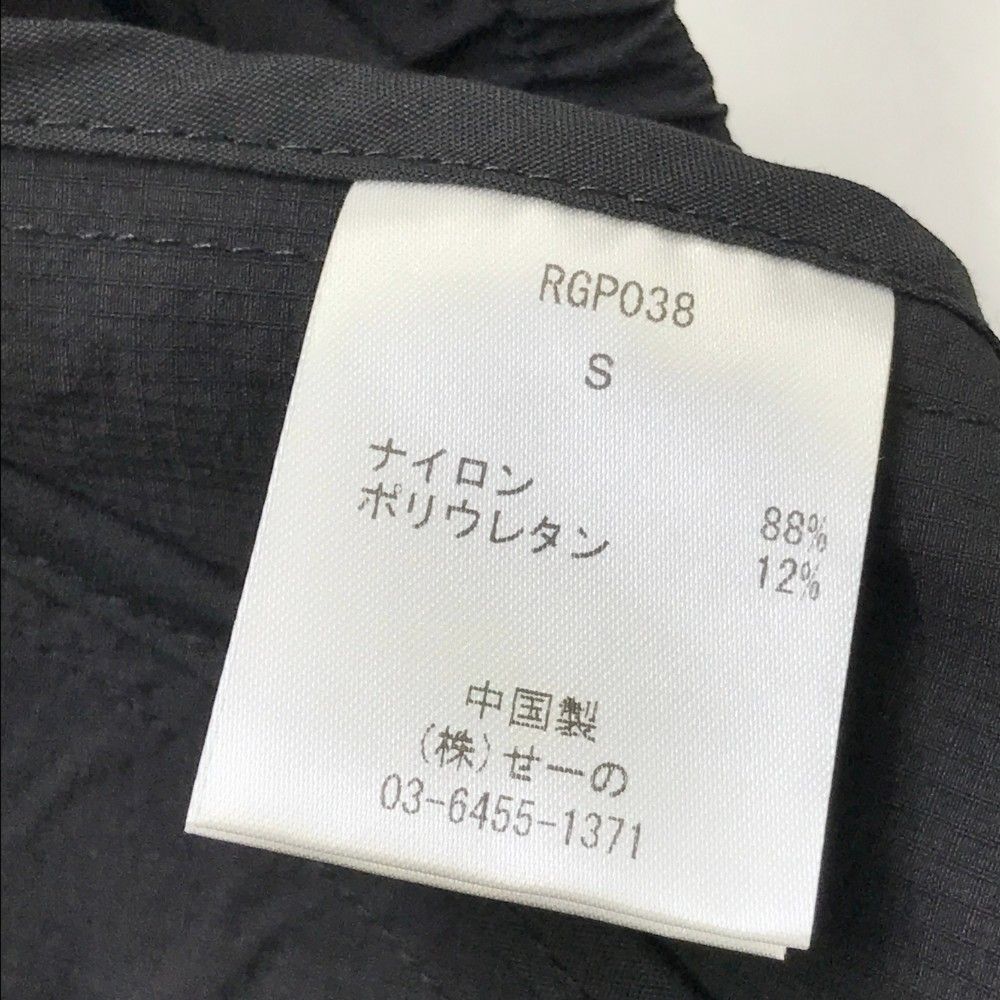 RGP038
S
ナイロン 88%
ポリウレタン 12%
中国製
(株)せーの
03-6455-1371